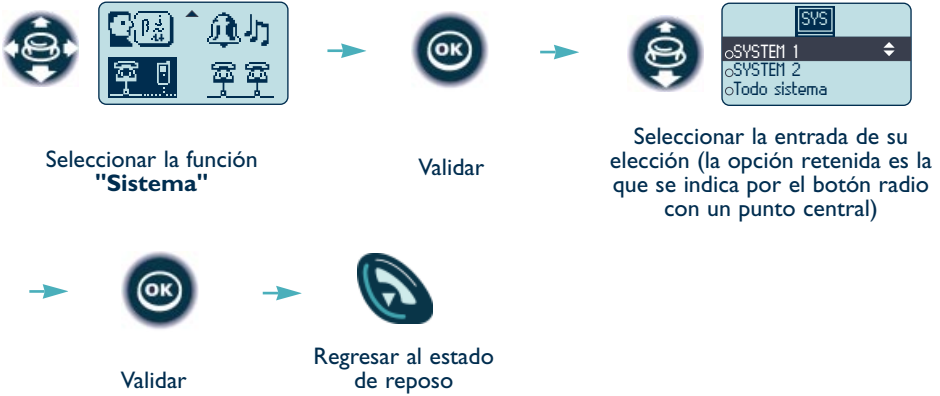 OK
SYS
SYSTEM 1
SYSTEM 2
Todo sistema
Seleccionar la función
"Sistema"
Validar
Seleccionar la entrada de su
elección (la opción retenida es la
que se indica por el botón radio
con un punto central)
OK
Validar
Regresar al estado
de reposo